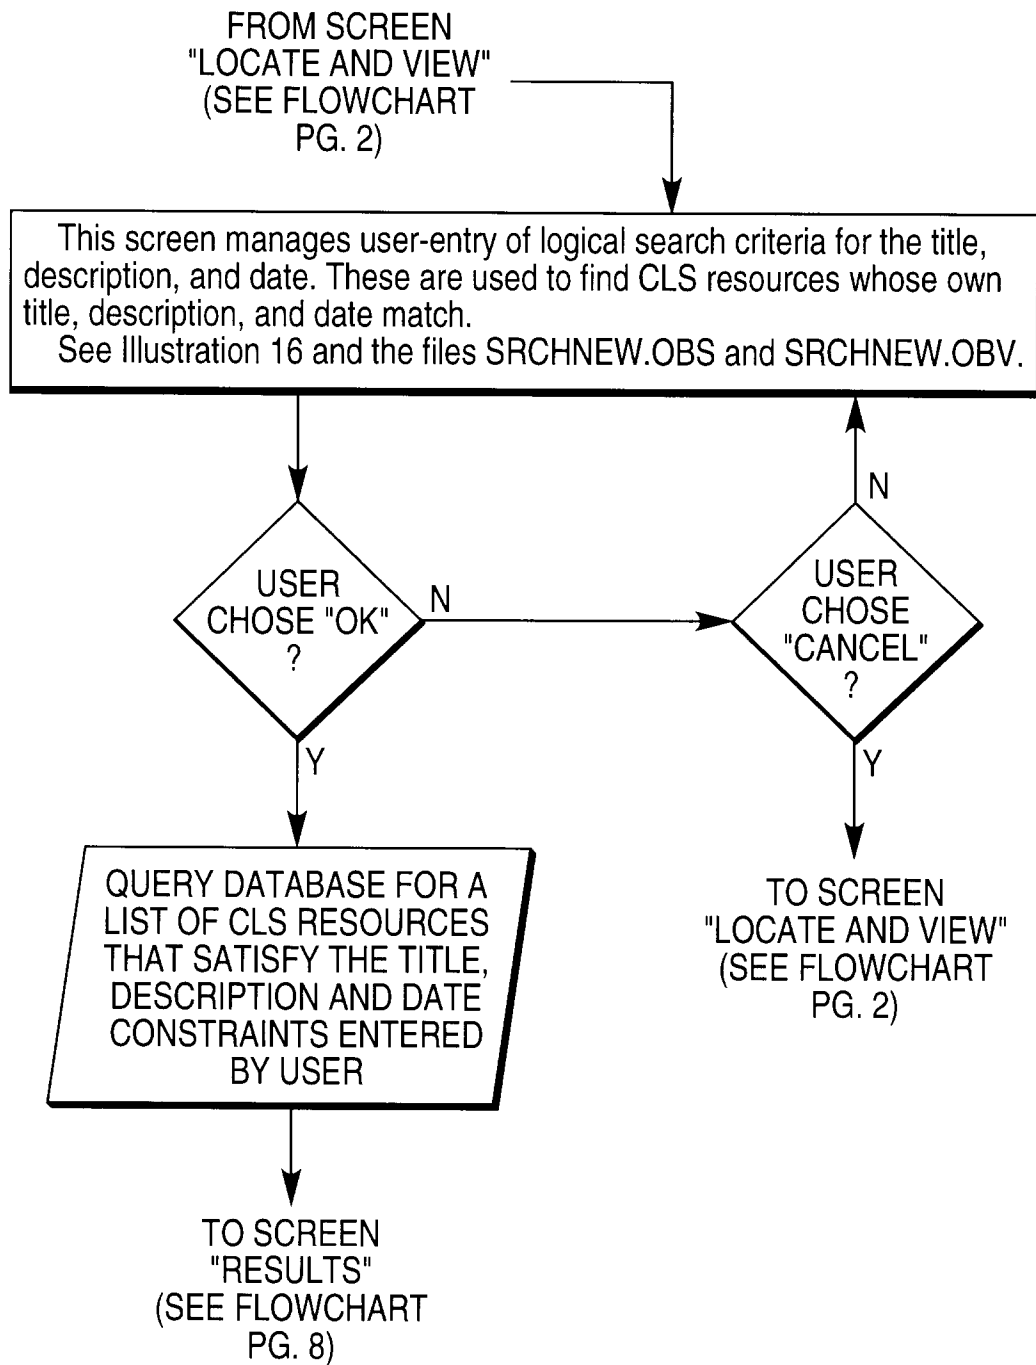 FROM SCREEN
"LOCATE AND VIEW"
(SEE FLOWCHART
PG. 2)
This screen manages user-entry of logical search criteria for the title,
description, and date. These are used to find CLS resources whose own
title, description, and date match.
See Illustration 16 and the files SRCHNEW.OBS and SRCHNEW.OBV.
USER
CHOSE "OK"
?
N
Y
USER
CHOSE
"CANCEL"
?
N
Y
QUERY DATABASE FOR A
LIST OF CLS RESOURCES
THAT SATISFY THE TITLE,
DESCRIPTION AND DATE
CONSTRAINTS ENTERED
BY USER
TO SCREEN
"LOCATE AND VIEW"
(SEE FLOWCHART
PG. 2)
TO SCREEN
"RESULTS"
(SEE FLOWCHART
PG. 8)